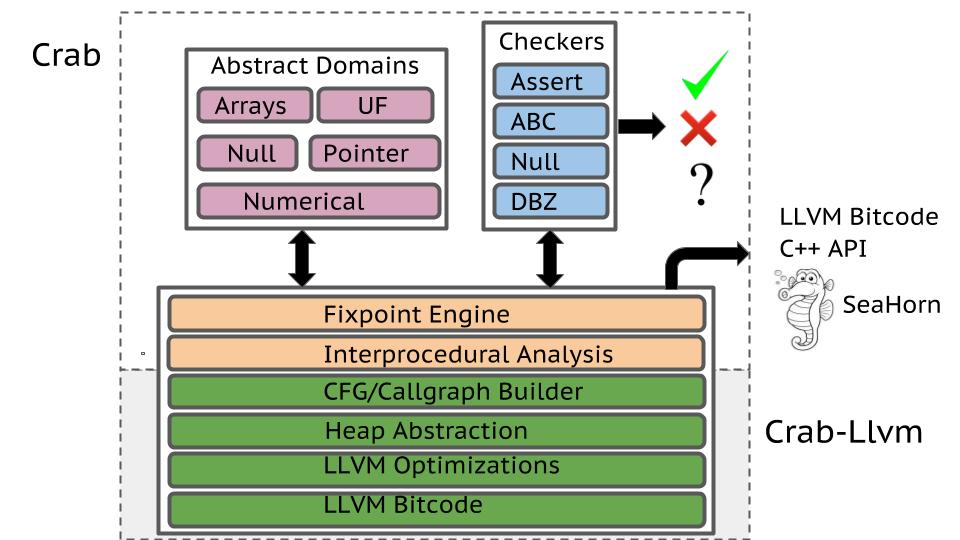 Crab
Abstract Domains
Arrays
UF
Null
Pointer
Numerical
Checkers
Assert
ABC
Null
DBZ
?
LLVM Bitcode
C++ API
SeaHorn
Fixpoint Engine
Interprocedural Analysis
CFG/Callgraph Builder
Heap Abstraction
LLVM Optimizations
LLVM Bitcode
Crab-Llvm